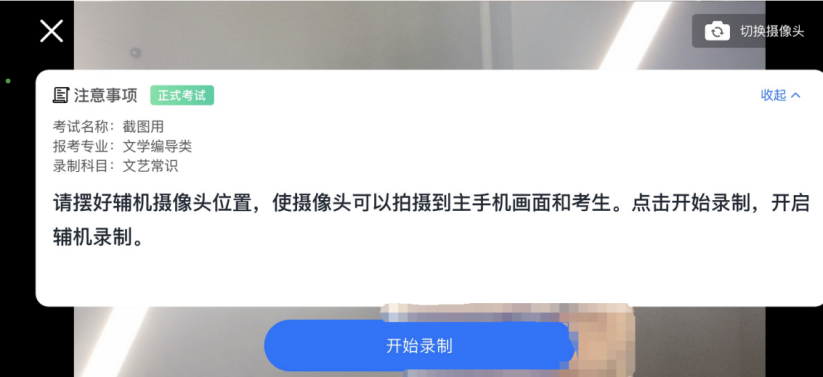 切换摄像头
注意事项 正式考试 收起
考试名称：截图用
报考专业：文学编导类
录制科目：文艺常识
请摆好辅机摄像头位置，使摄像头可以拍摄到主手机画面和考生。点击开始录制，开启
辅机录制。
开始录制